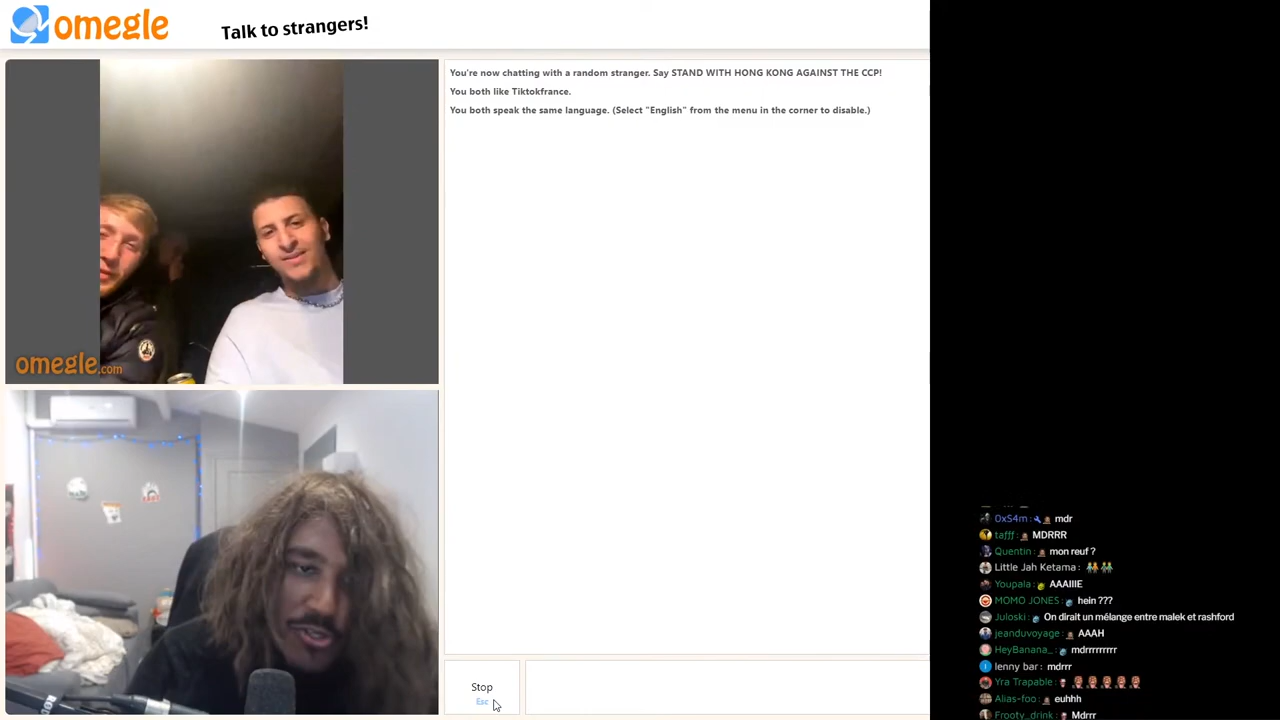 omegle
Talk to strangers!
You're now chatting with a random stranger. Say STAND WITH HONG KONG AGAINST THE CCP!
You both like Tiktokfrance.
You both speak the same language. (Select "English" from the menu in the corner to disable.)
omegle.com
Stop
Esc
0xS4m : mdr
tafff : MDRRR
Quentin : mon reuf ?
Little Jah Ketama :
Youpala : AAAIIIE
MOMO JONES : hein ???
Juloski : On dirait un mélange entre malek et rashford
jeanduvoyage : AAAH
HeyBanana_ : mdrrrrrrrr
lenny bar : mdrrr
Yra Trapable :
Alias-foo : euhhh
Frooty_drink : Mdrrr